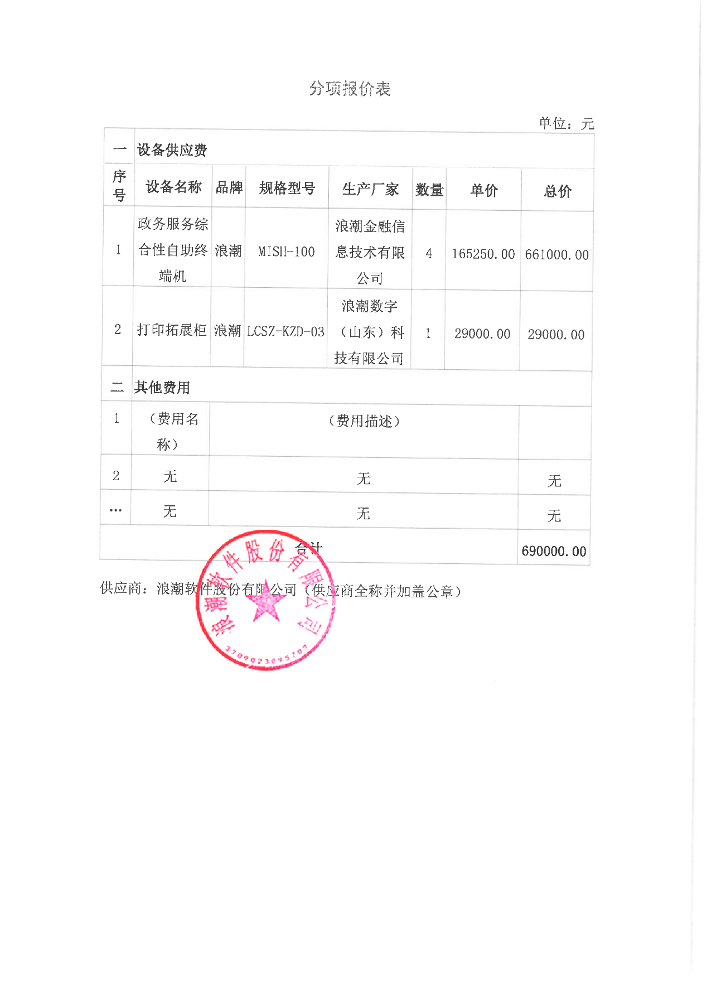 分项报价表
单位：元
一 设备供应费
序号 设备名称 品牌 规格型号 生产厂家 数量 单价 总价
1 政务服务综合性自助终端机 浪潮 MISH-100 浪潮金融信息技术有限公司 4 165250.00 661000.00
2 打印拓展柜 浪潮 LCSZ-KZD-03 浪潮数字（山东）科技有限公司 1 29000.00 29000.00
二 其他费用
1 （费用名称） （费用描述）
2 无 无 无
… 无 无 无
合计 690000.00
供应商：浪潮软件股份有限公司（供应商全称并加盖公章）
浪潮软件股份有限公司